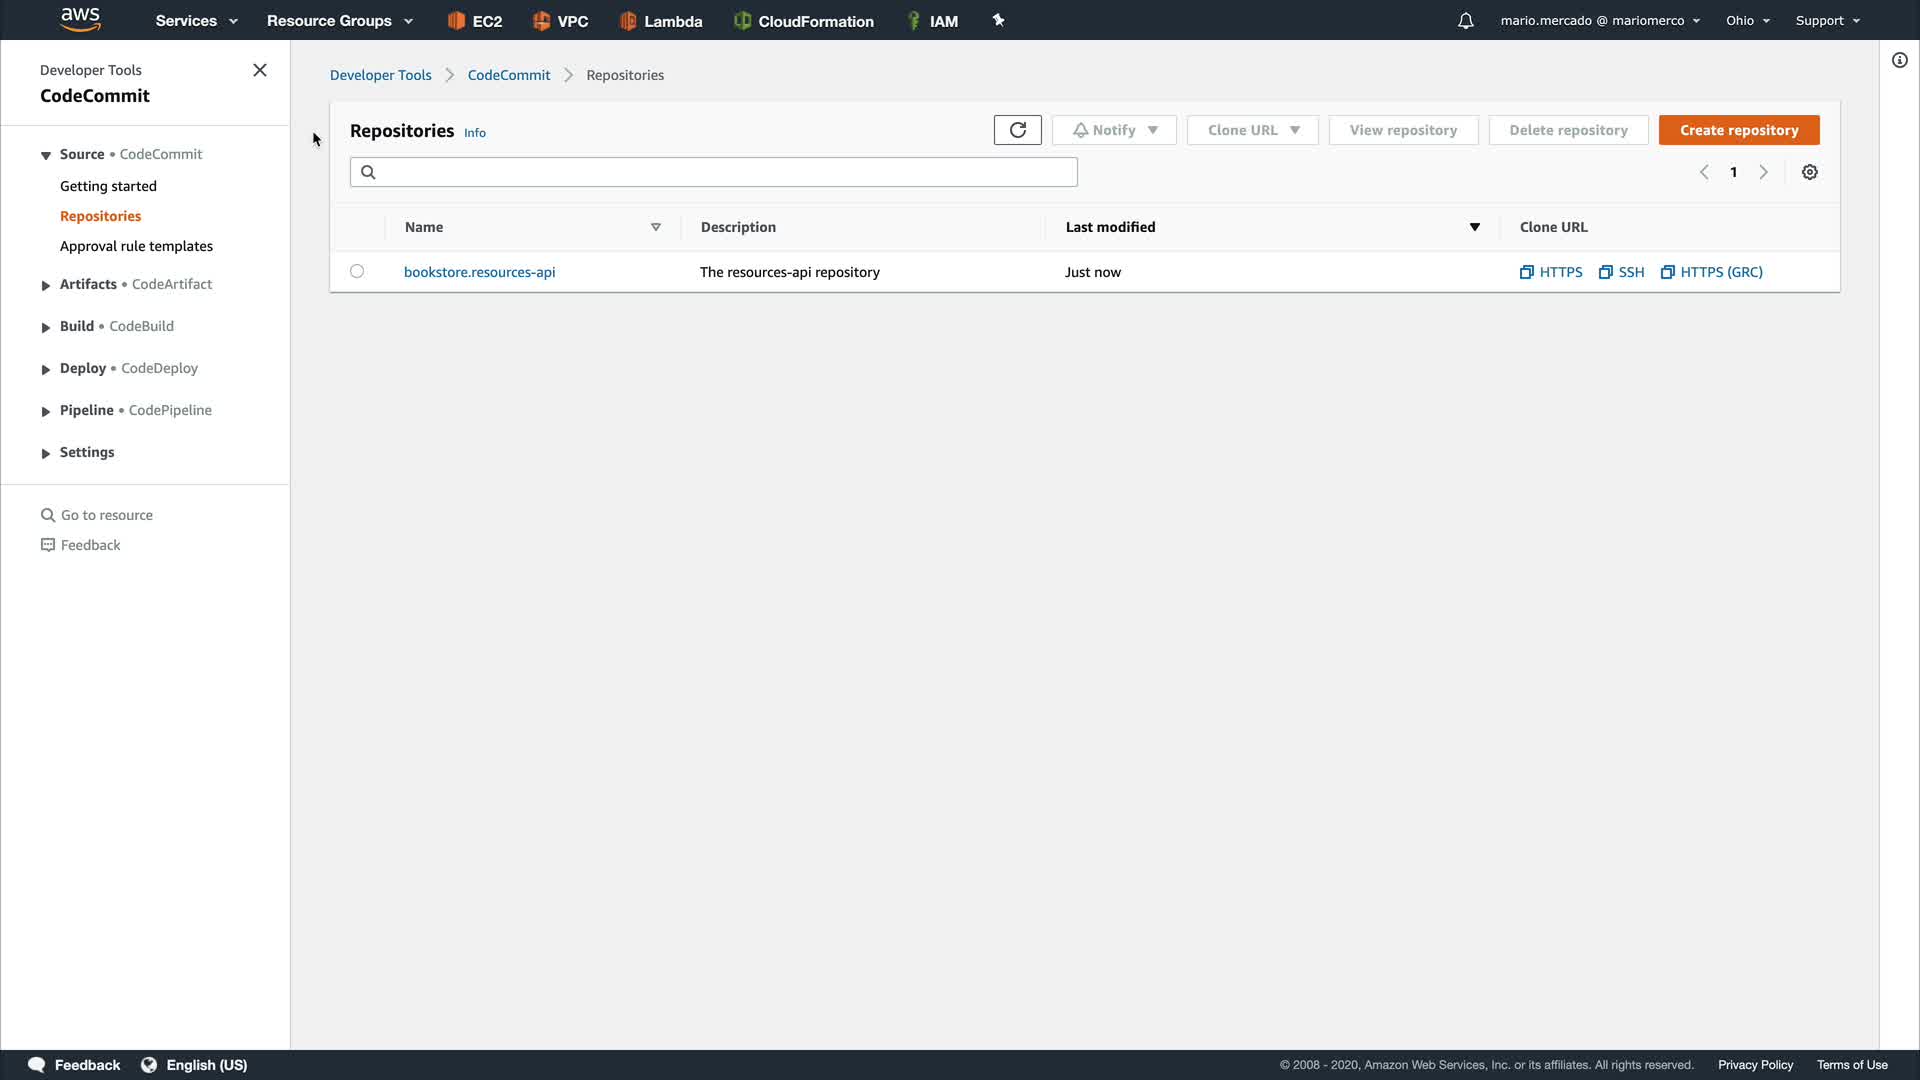 aws Services Resource Groups EC2 VPC Lambda CloudFormation IAM mario.mercado @ mariomerco Ohio Support
Developer Tools
CodeCommit
Source • CodeCommit
Getting started
Repositories
Approval rule templates
Artifacts • CodeArtifact
Build • CodeBuild
Deploy • CodeDeploy
Pipeline • CodePipeline
Settings
Go to resource
Feedback
Developer Tools CodeCommit Repositories
Repositories Info Notify Clone URL View repository Delete repository Create repository
1
Name Description Last modified Clone URL
bookstore.resources-api The resources-api repository Just now HTTPS SSH HTTPS (GRC)
Feedback English (US) © 2008 - 2020, Amazon Web Services, Inc. or its affiliates. All rights reserved. Privacy Policy Terms of Use